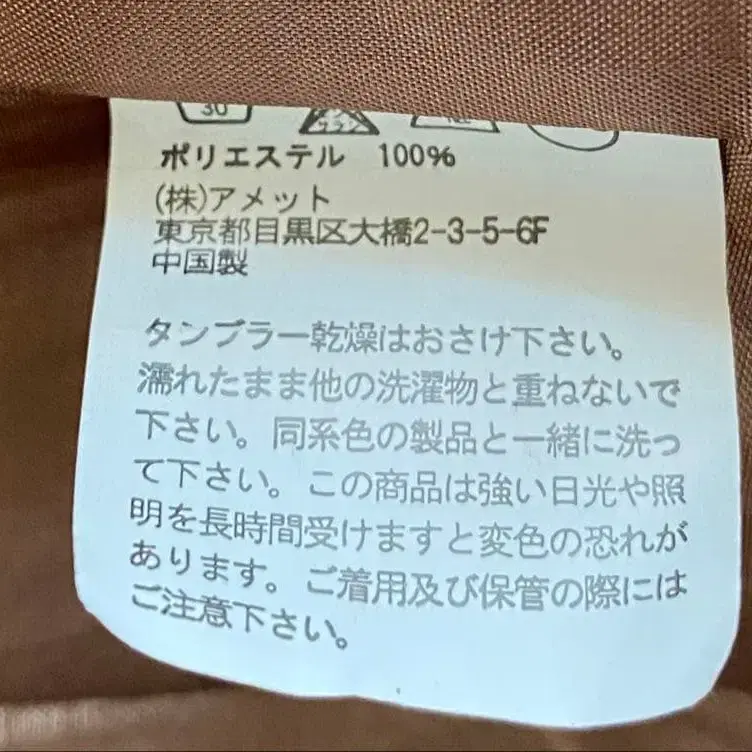 30
ポリエステル 100%
(株)アメット
東京都目黒区大橋2-3-5-6F
中国製
タンブラー乾燥はおさけ下さい。
濡れたまま他の洗濯物と重ねないで
下さい。同系色の製品と一緒に洗っ
て下さい。この商品は強い日光や照
明を長時間受けますと変色の恐れが
あります。ご着用及び保管の際には
ご注意下さい。